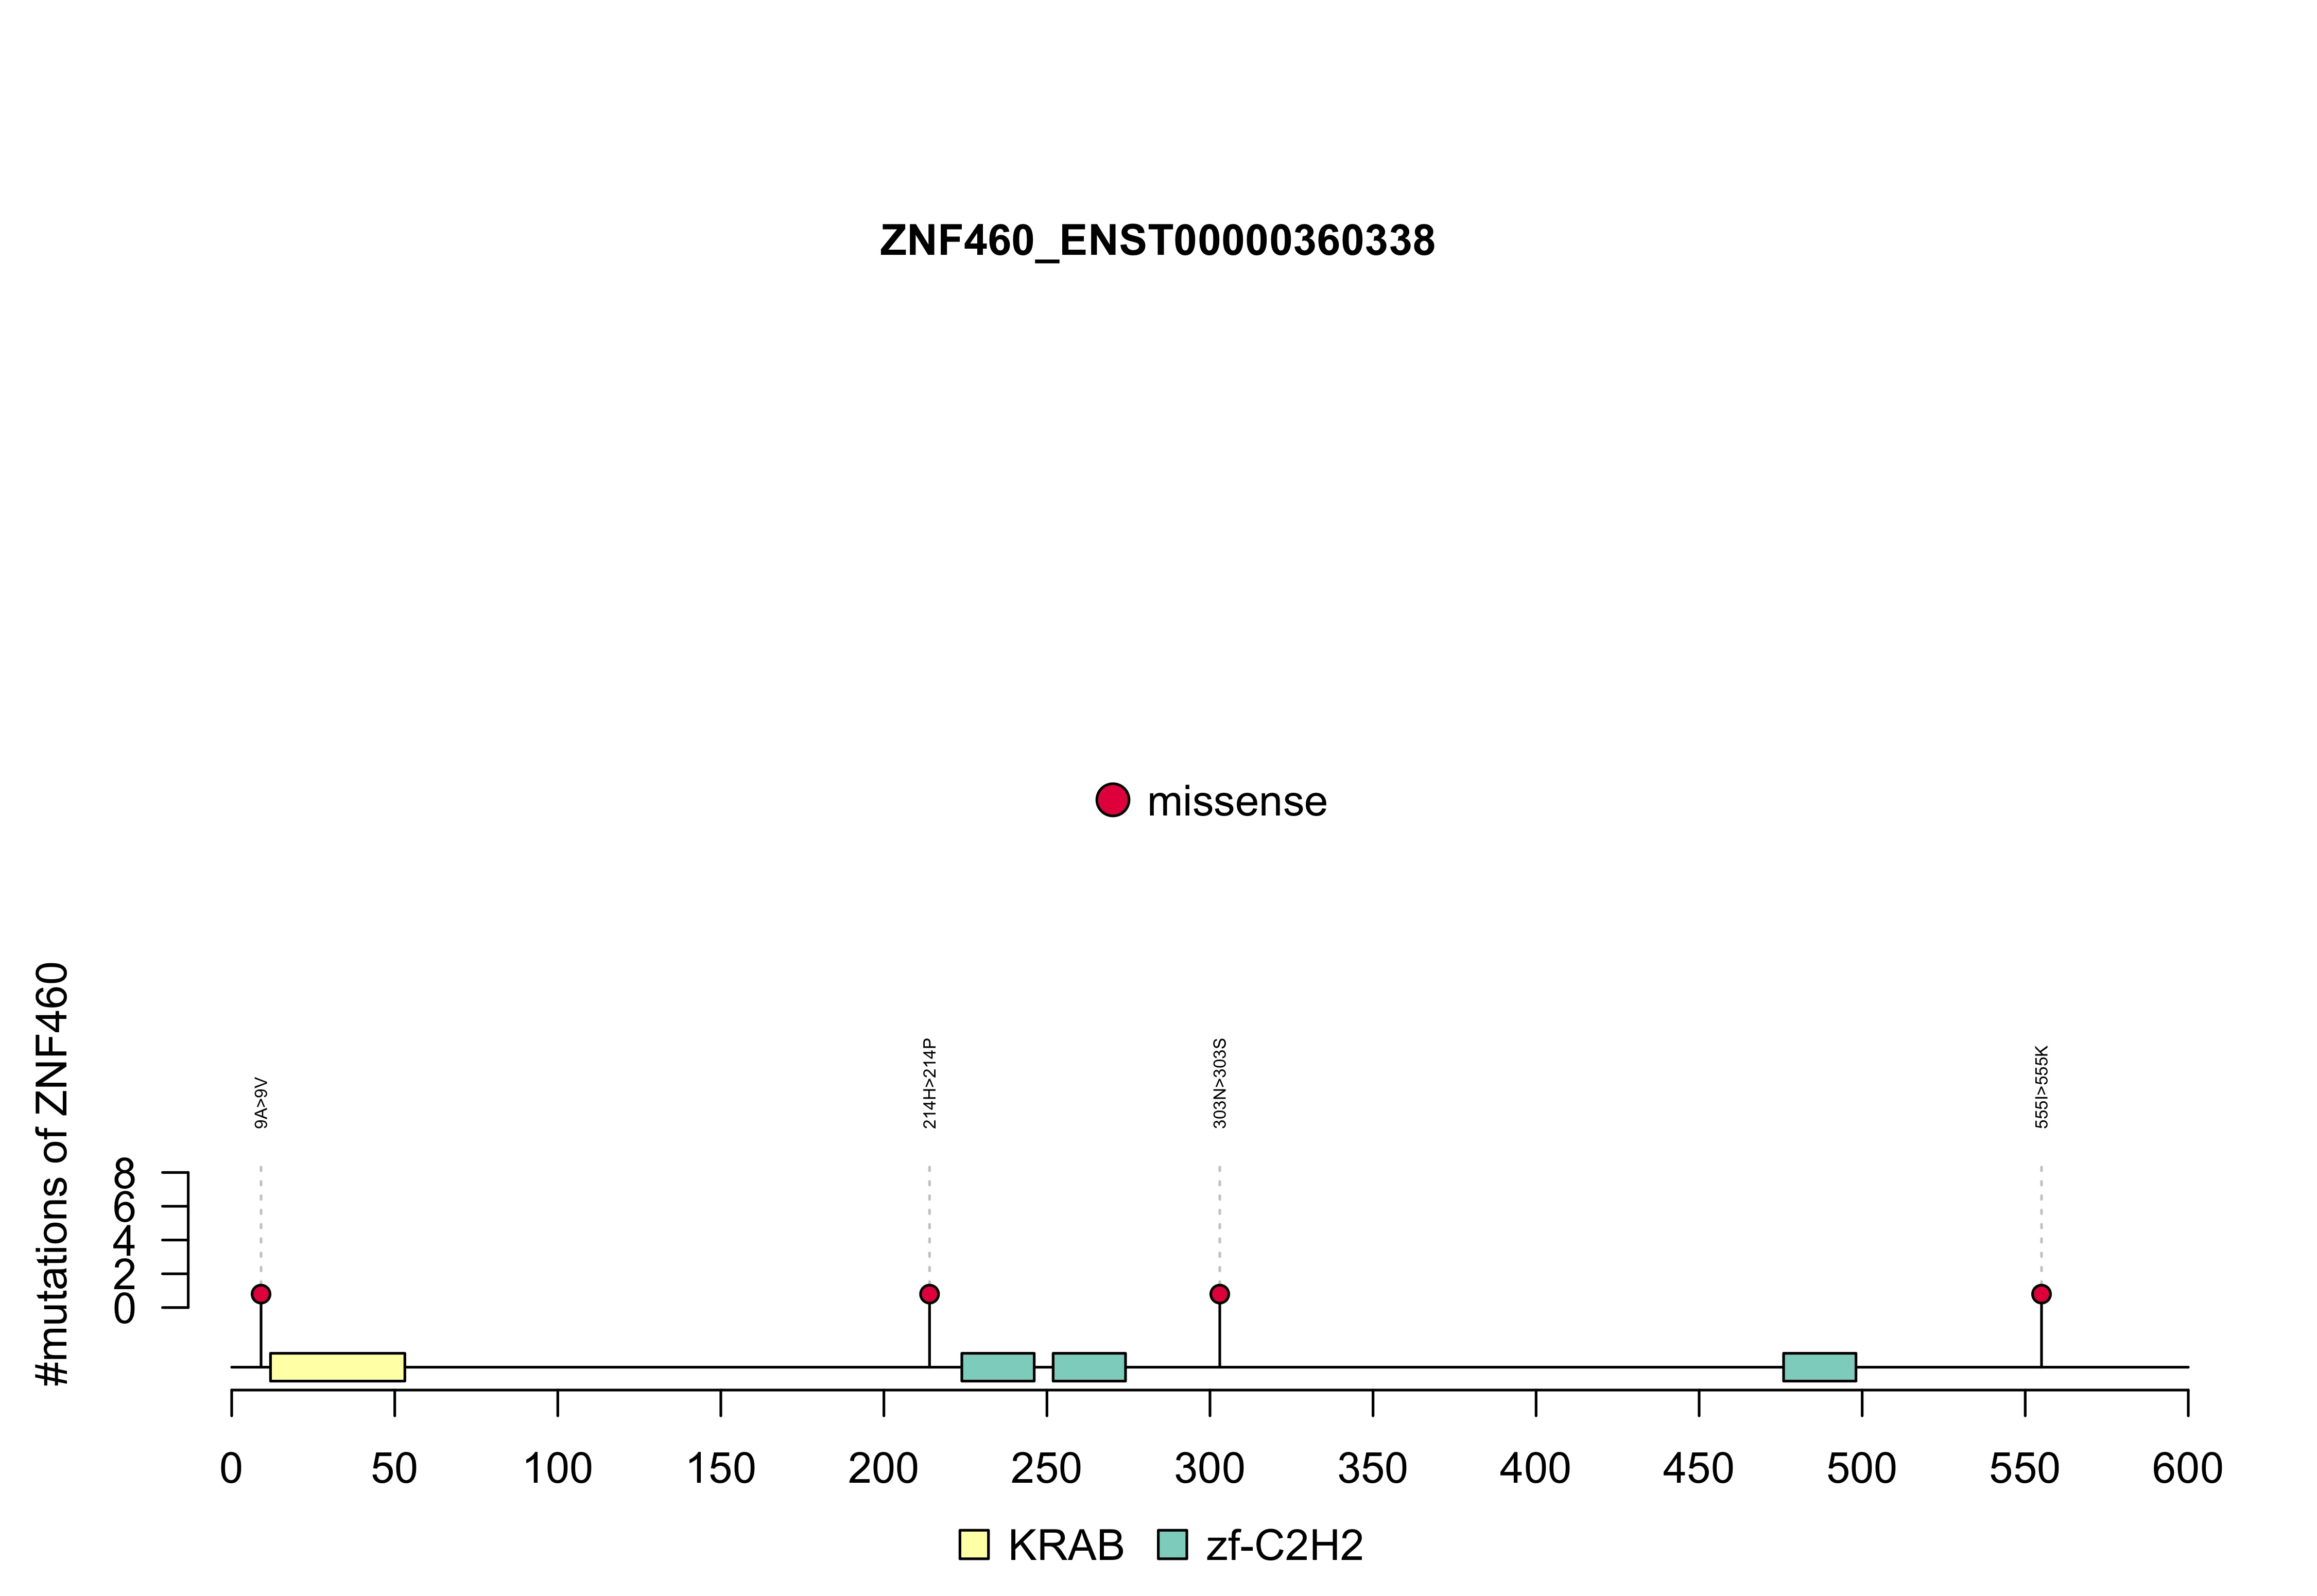 ZNF460_ENST00000360338
missense
#mutations of ZNF460
9A>9V
214H>214P
303N>303S
555I>555K
8
6
4
2
0
0 50 100 150 200 250 300 350 400 450 500 550 600
KRAB zf-C2H2